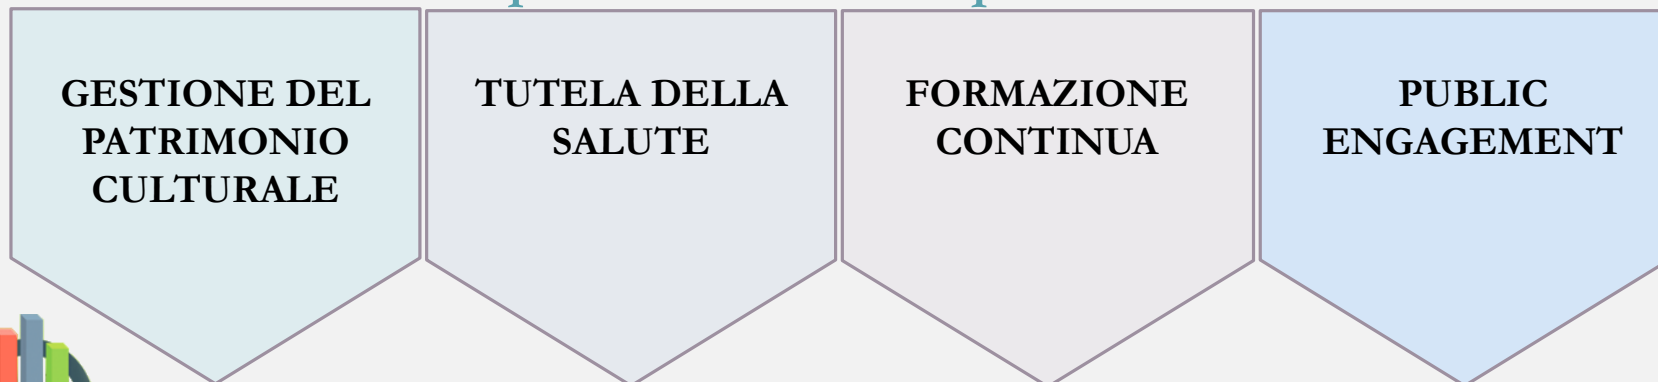 GESTIONE DEL
PATRIMONIO
CULTURALE
TUTELA DELLA
SALUTE
FORMAZIONE
CONTINUA
PUBLIC
ENGAGEMENT